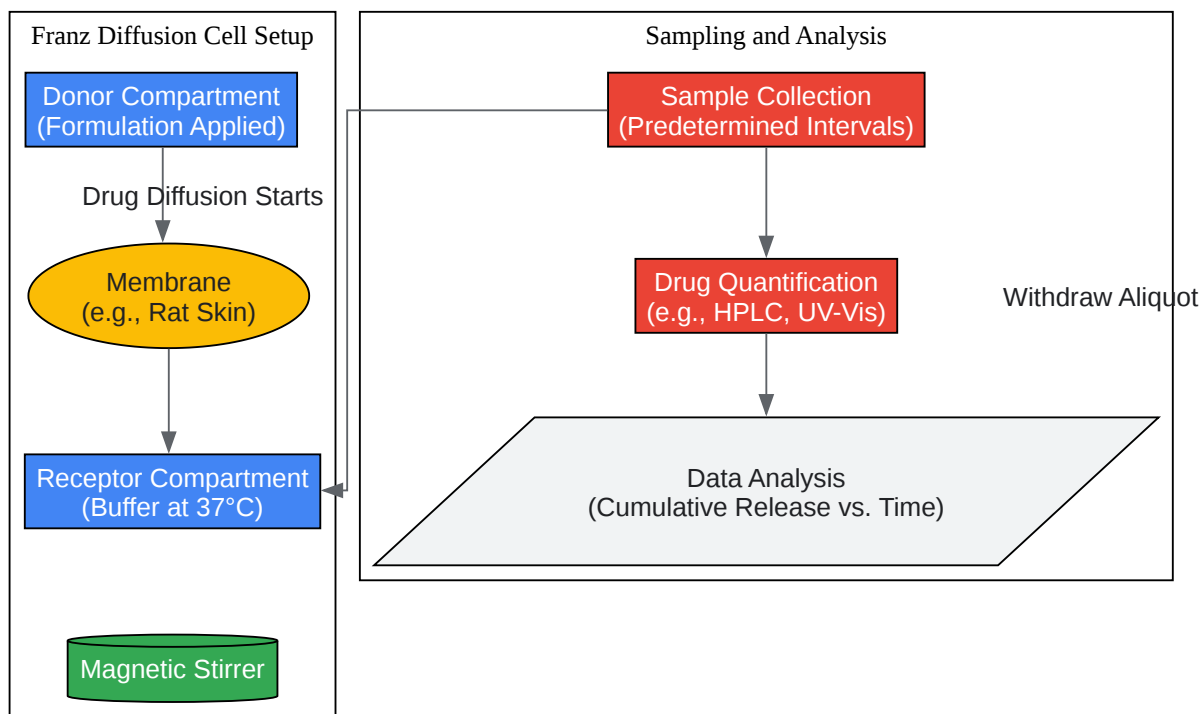 Franz Diffusion Cell Setup
Donor Compartment
(Formulation Applied)
Drug Diffusion Starts
Membrane
(e.g., Rat Skin)
Receptor Compartment
(Buffer at 37°C)
Magnetic Stirrer
Sampling and Analysis
Sample Collection
(Predetermined Intervals)
Drug Quantification
(e.g., HPLC, UV-Vis)
Withdraw Aliquot
Data Analysis
(Cumulative Release vs. Time)